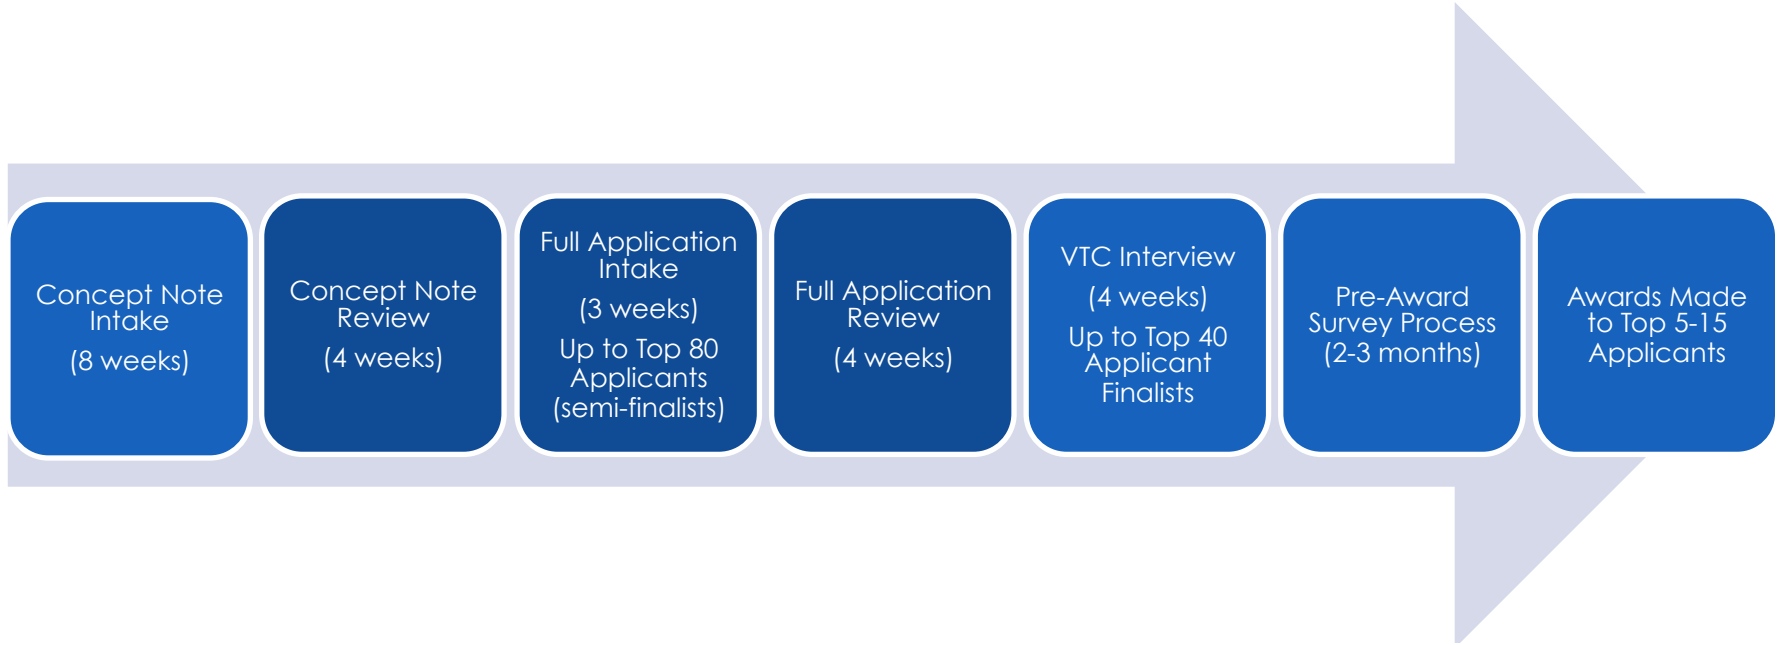 Concept Note
Intake
(8 weeks)
Concept Note
Review
(4 weeks)
Full Application
Intake
(3 weeks)
Up to Top 80
Applicants
(semi-finalists)
Full Application
Review
(4 weeks)
VTC Interview
(4 weeks)
Up to Top 40
Applicant
Finalists
Pre-Award
Survey Process
(2-3 months)
Awards Made
to Top 5-15
Applicants